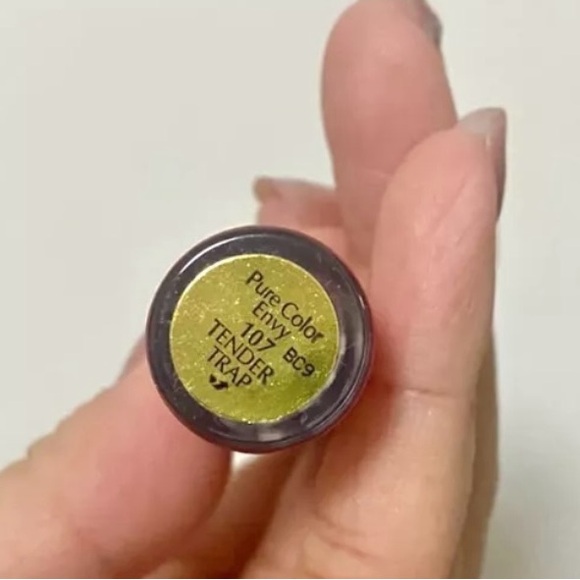 Pure Color
Envy
107 BC9
TENDER
TRAP